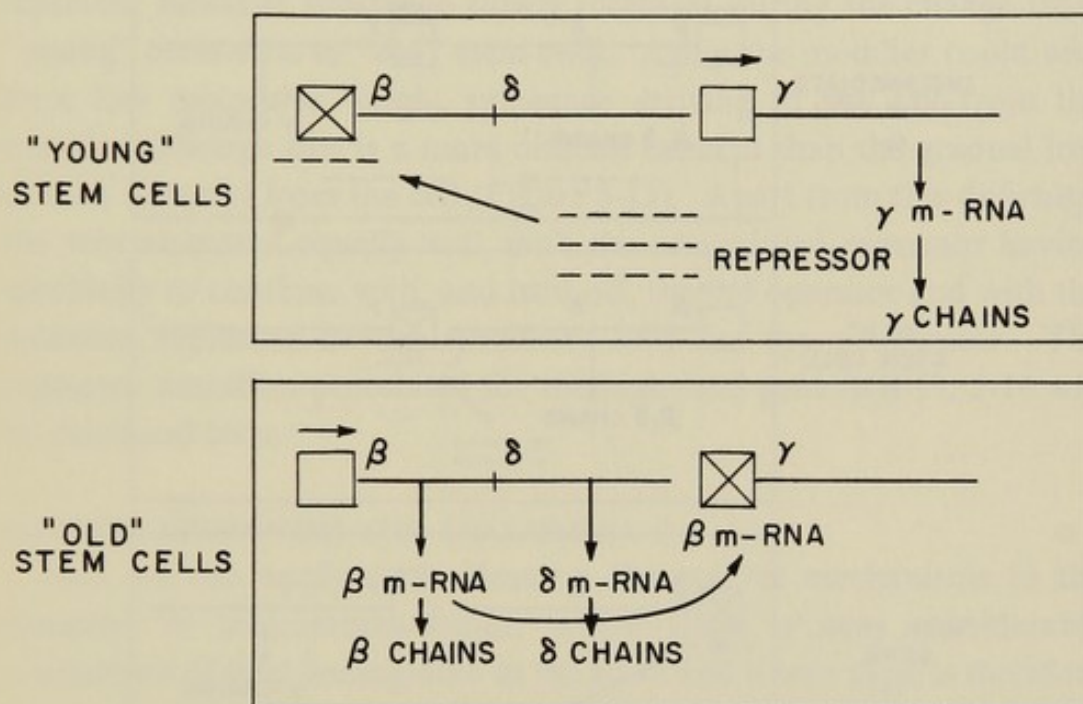 β δ γ
"YOUNG"
STEM CELLS
γ m-RNA
REPRESSOR
γ CHAINS
β δ γ
"OLD"
STEM CELLS
β m-RNA
β m-RNA δ m-RNA
β CHAINS δ CHAINS